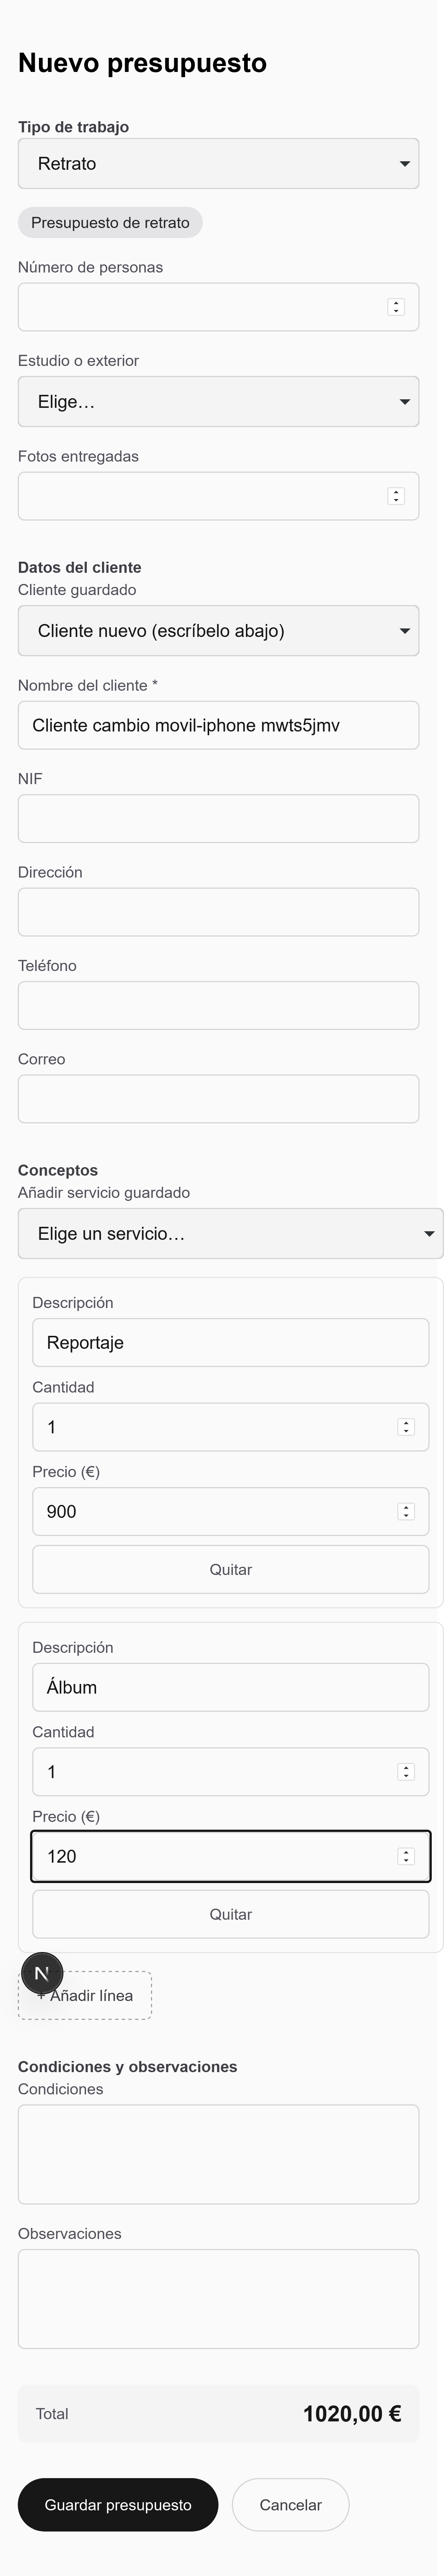 Nuevo presupuesto
Tipo de trabajo
Retrato
Presupuesto de retrato
Número de personas
Estudio o exterior
Elige…
Fotos entregadas
Datos del cliente
Cliente guardado
Cliente nuevo (escríbelo abajo)
Nombre del cliente *
Cliente cambio movil-iphone mwts5jmv
NIF
Dirección
Teléfono
Correo
Conceptos
Añadir servicio guardado
Elige un servicio…
Descripción
Reportaje
Cantidad
1
Precio (€)
900
Quitar
Descripción
Álbum
Cantidad
1
Precio (€)
120
Quitar
N
+ Añadir línea
Condiciones y observaciones
Condiciones
Observaciones
Total 1020,00 €
Guardar presupuesto Cancelar